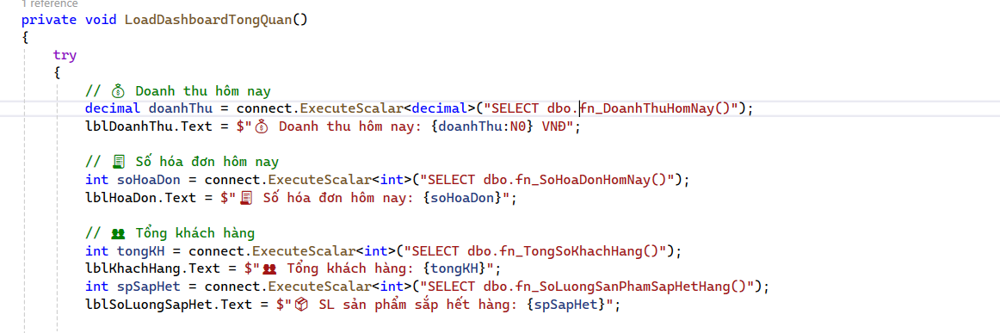 1 reference
private void LoadDashboardTongQuan()
{
try
{
// 💰 Doanh thu hôm nay
decimal doanhThu = connect.ExecuteScalar<decimal>("SELECT dbo.fn_DoanhThuHomNay()");
lblDoanhThu.Text = $"💰 Doanh thu hôm nay: {doanhThu:N0} VNĐ";
// 🧾 Số hóa đơn hôm nay
int soHoaDon = connect.ExecuteScalar<int>("SELECT dbo.fn_SoHoaDonHomNay()");
lblHoaDon.Text = $"🧾 Số hóa đơn hôm nay: {soHoaDon}";
// 👥 Tổng khách hàng
int tongKH = connect.ExecuteScalar<int>("SELECT dbo.fn_TongSoKhachHang()");
lblKhachHang.Text = $"👥 Tổng khách hàng: {tongKH}";
int spSapHet = connect.ExecuteScalar<int>("SELECT dbo.fn_SoLuongSanPhamSapHetHang()");
lblSoLuongSapHet.Text = $"📦 SL sản phẩm sắp hết hàng: {spSapHet}";